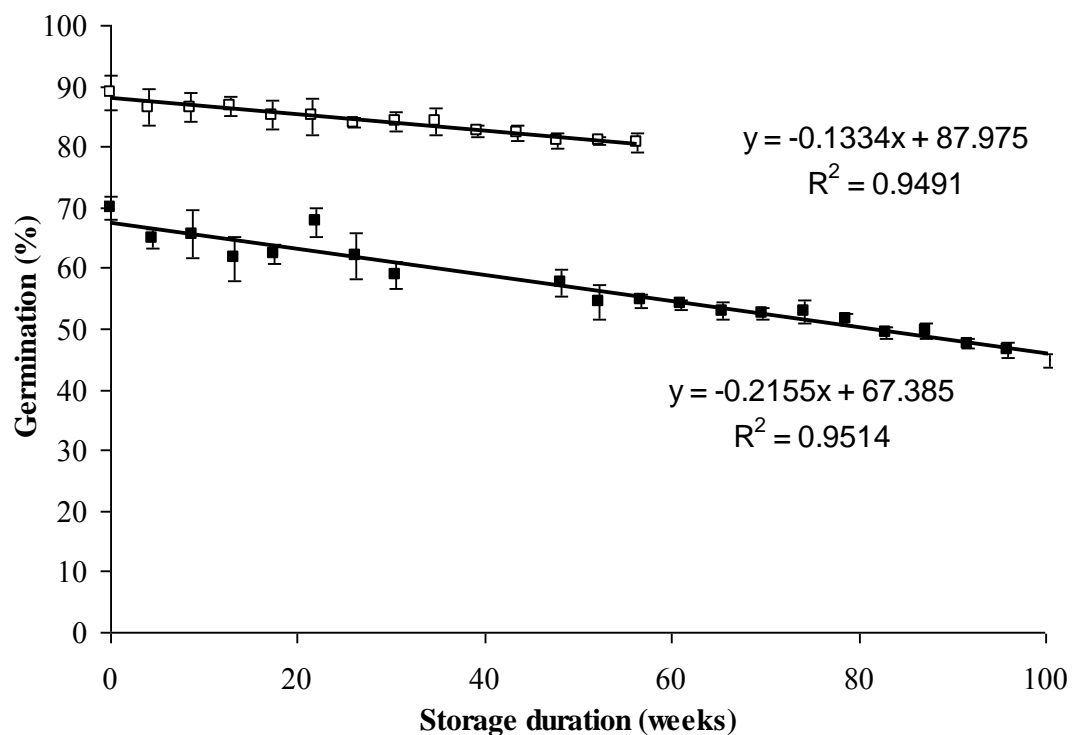 100
90
80
70
60
50
40
30
20
10
0
Germination (%)
y = -0.1334x + 87.975
R² = 0.9491
y = -0.2155x + 67.385
R² = 0.9514
0 20 40 60 80 100
Storage duration (weeks)